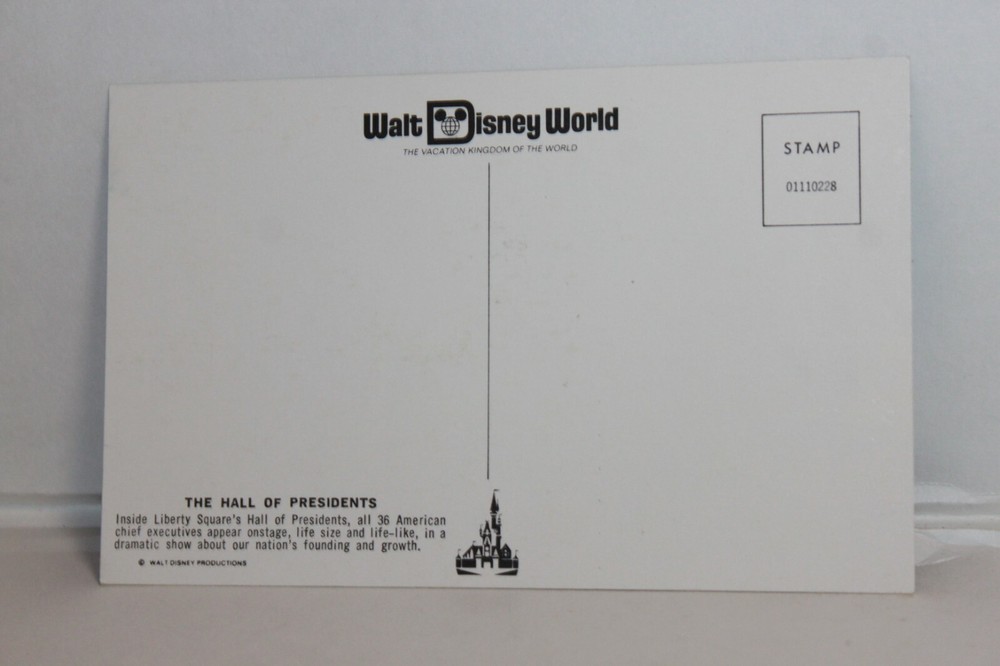 Walt Disney World
THE VACATION KINGDOM OF THE WORLD
STAMP
01110228
THE HALL OF PRESIDENTS
Inside Liberty Square's Hall of Presidents, all 36 American
chief executives appear onstage, life size and life-like, in a
dramatic show about our nation's founding and growth.
© WALT DISNEY PRODUCTIONS